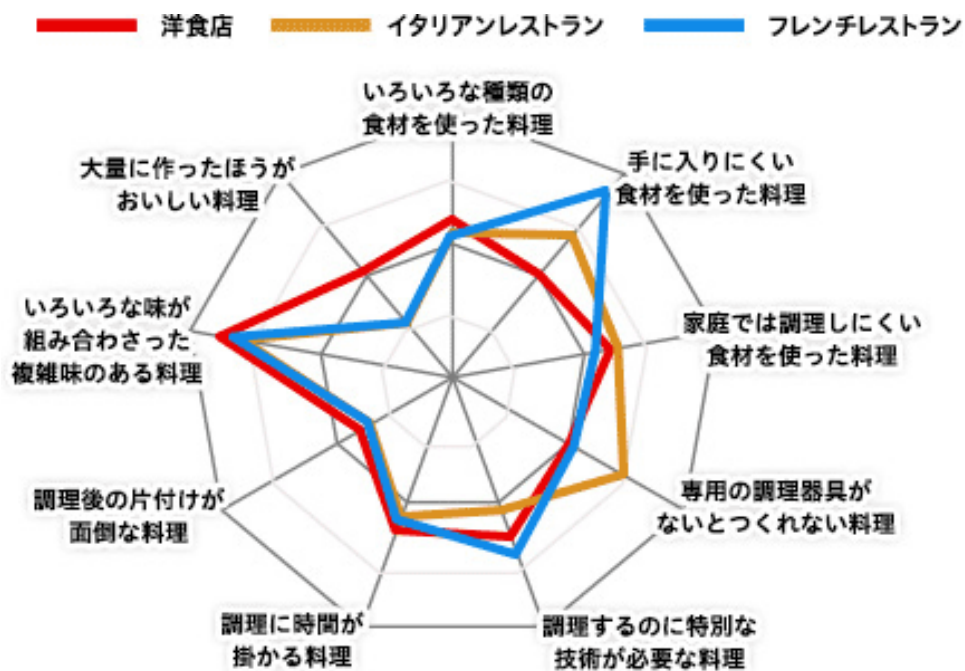 洋食店
イタリアンレストラン
フレンチレストラン
いろいろな種類の
食材を使った料理
手に入りにくい
食材を使った料理
家庭では調理しにくい
食材を使った料理
専用の調理器具が
ないとつくれない料理
調理するのに特別な
技術が必要な料理
調理に時間が
掛かる料理
調理後の片付けが
面倒な料理
いろいろな味が
組み合わさった
複雑味のある料理
大量に作ったほうが
おいしい料理